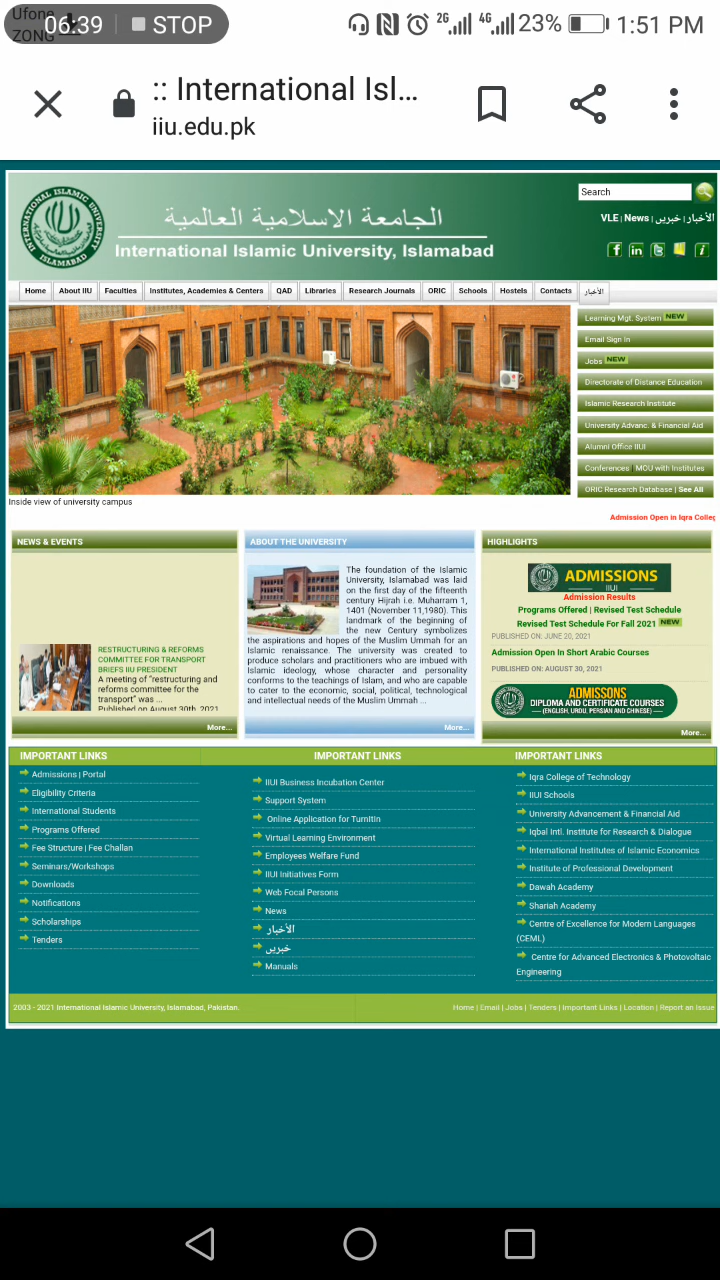 Ufone
ZONG
06:39 STOP
2G 4G 23% 1:51 PM
:: International Isl...
iiu.edu.pk
INTERNATIONAL ISLAMIC UNIVERSITY
ISLAMABAD
الجامعة الإسلامية العالمية
International Islamic University, Islamabad
Search
VLE | News | خبریں | الأخبار
Home About IIU Faculties Institutes, Academies & Centers QAD Libraries Research Journals ORIC Schools Hostels Contacts الأخبار
Learning Mgt. System NEW
Email Sign In
Jobs NEW
Directorate of Distance Education
Islamic Research Institute
University Advanc. & Financial Aid
Alumni Office IIUI
Conferences | MOU with Institutes
ORIC Research Database | See All
Inside view of university campus
Admission Open in Iqra Colleg
NEWS & EVENTS
RESTRUCTURING & REFORMS
COMMITTEE FOR TRANSPORT
BRIEFS IIU PRESIDENT
A meeting of "restructuring and
reforms committee for the
transport" was ...
Published on August 30th, 2021
More...
ABOUT THE UNIVERSITY
The foundation of the Islamic
University, Islamabad was laid
on the first day of the fifteenth
century Hijrah i.e. Muharram 1,
1401 (November 11,1980). This
landmark of the beginning of
the new Century symbolizes
the aspirations and hopes of the Muslim Ummah for an
Islamic renaissance. The university was created to
produce scholars and practitioners who are imbued with
Islamic ideology, whose character and personality
conforms to the teachings of Islam, and who are capable
to cater to the economic, social, political, technological
and intellectual needs of the Muslim Ummah ...
More...
HIGHLIGHTS
ADMISSIONS
IIUI
Admission Results
Programs Offered | Revised Test Schedule
Revised Test Schedule For Fall 2021 NEW
PUBLISHED ON: JUNE 20, 2021
Admission Open In Short Arabic Courses
PUBLISHED ON: AUGUST 30, 2021
ADMISSONS
DIPLOMA AND CERTIFICATE COURSES
(ENGLISH, URDU, PERSIAN AND CHINESE)
More...
IMPORTANT LINKS
Admissions | Portal
Eligibility Criteria
International Students
Programs Offered
Fee Structure | Fee Challan
Seminars/Workshops
Downloads
Notifications
Scholarships
Tenders
IMPORTANT LINKS
IIUI Business Incubation Center
Support System
Online Application for TurnItIn
Virtual Learning Environment
Employees Welfare Fund
IIUI Initiatives Form
Web Focal Persons
News
الأخبار
خبریں
Manuals
IMPORTANT LINKS
Iqra College of Technology
IIUI Schools
University Advancement & Financial Aid
Iqbal Intl. Institute for Research & Dialogue
International Institutes of Islamic Economics
Institute of Professional Development
Dawah Academy
Shariah Academy
Centre of Excellence for Modern Languages
(CEML)
Centre for Advanced Electronics & Photovoltaic
Engineering
2003 - 2021 International Islamic University, Islamabad, Pakistan.
Home | Email | Jobs | Tenders | Important Links | Location | Report an Issue